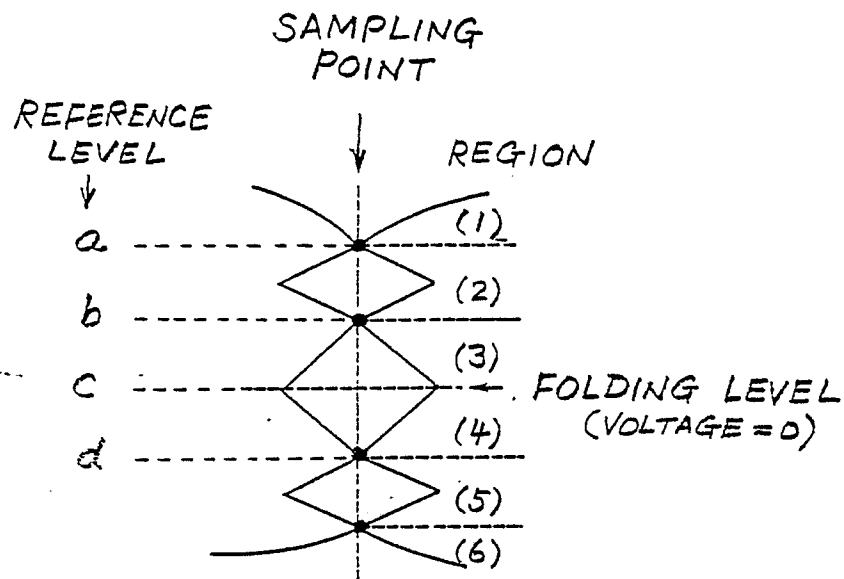 SAMPLING
POINT
REFERENCE
LEVEL
REGION
a
(1)
(2)
b
(3)
c
FOLDING LEVEL
(VOLTAGE=0)
(4)
d
(5)
(6)